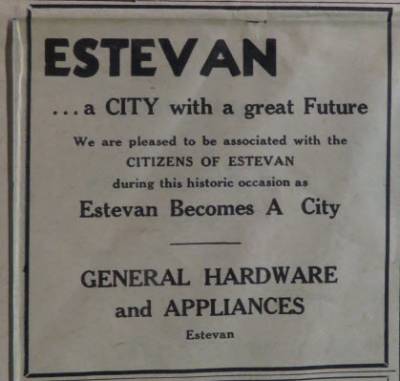 ESTEVAN
...a CITY with a great Future
We are pleased to be associated with the
CITIZENS OF ESTEVAN
during this historic occasion as
Estevan Becomes A City
GENERAL HARDWARE
and APPLIANCES
Estevan